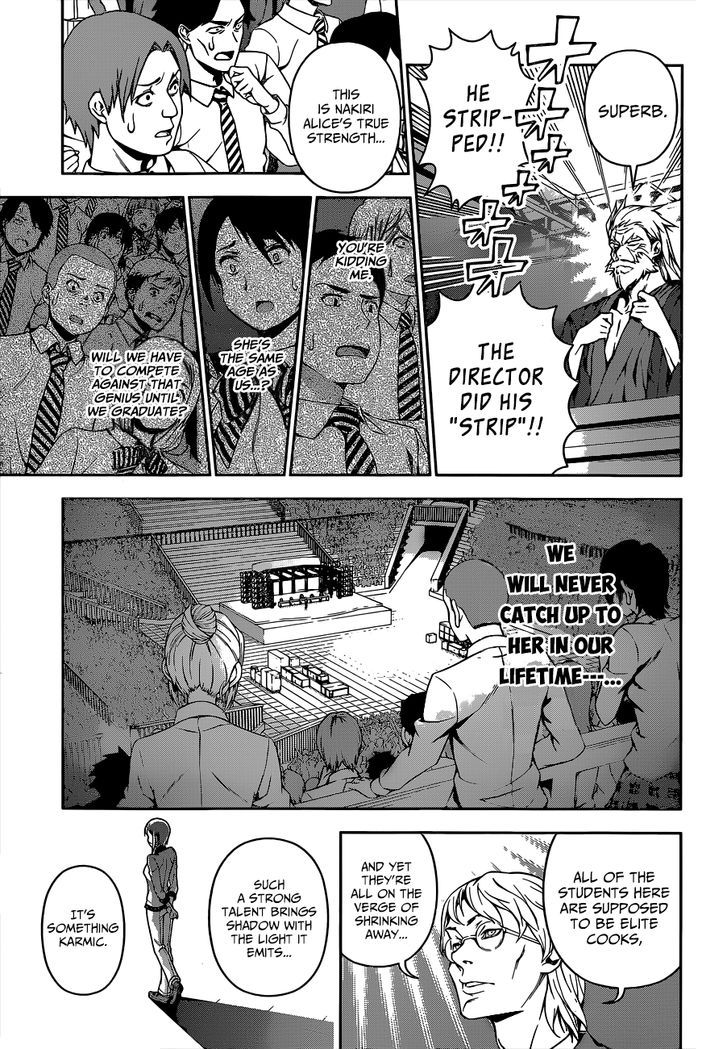 SUPERB.
HE
STRIP-
PED!!
THE
DIRECTOR
DID HIS
"STRIP"!!
THIS
IS NAKIRI
ALICE'S TRUE
STRENGTH...
YOU'RE
KIDDING
ME.
SHE'S
THE SAME
AGE AS
US...?
WILL WE
HAVE TO
COMPETE
AGAINST THAT
GENIUS UNTIL
WE GRADUATE?
WE
WILL NEVER
CATCH UP TO
HER IN OUR
LIFETIME---...
ALL OF THE
STUDENTS HERE
ARE SUPPOSED
TO BE ELITE
COOKS,
AND YET
THEY'RE
ALL ON THE
VERGE OF
SHRINKING
AWAY...
SUCH
A STRONG
TALENT BRINGS
SHADOW WITH
THE LIGHT IT
EMITS...
IT'S
SOMETHING
KARMIC.